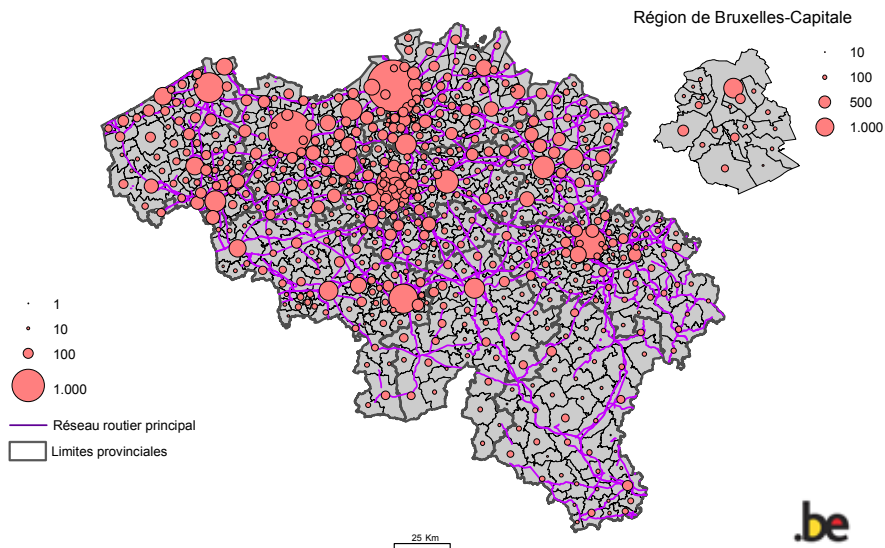 Région de Bruxelles-Capitale
10
100
500
1.000
1
10
100
1.000
Réseau routier principal
Limites provinciales
25 Km
.be